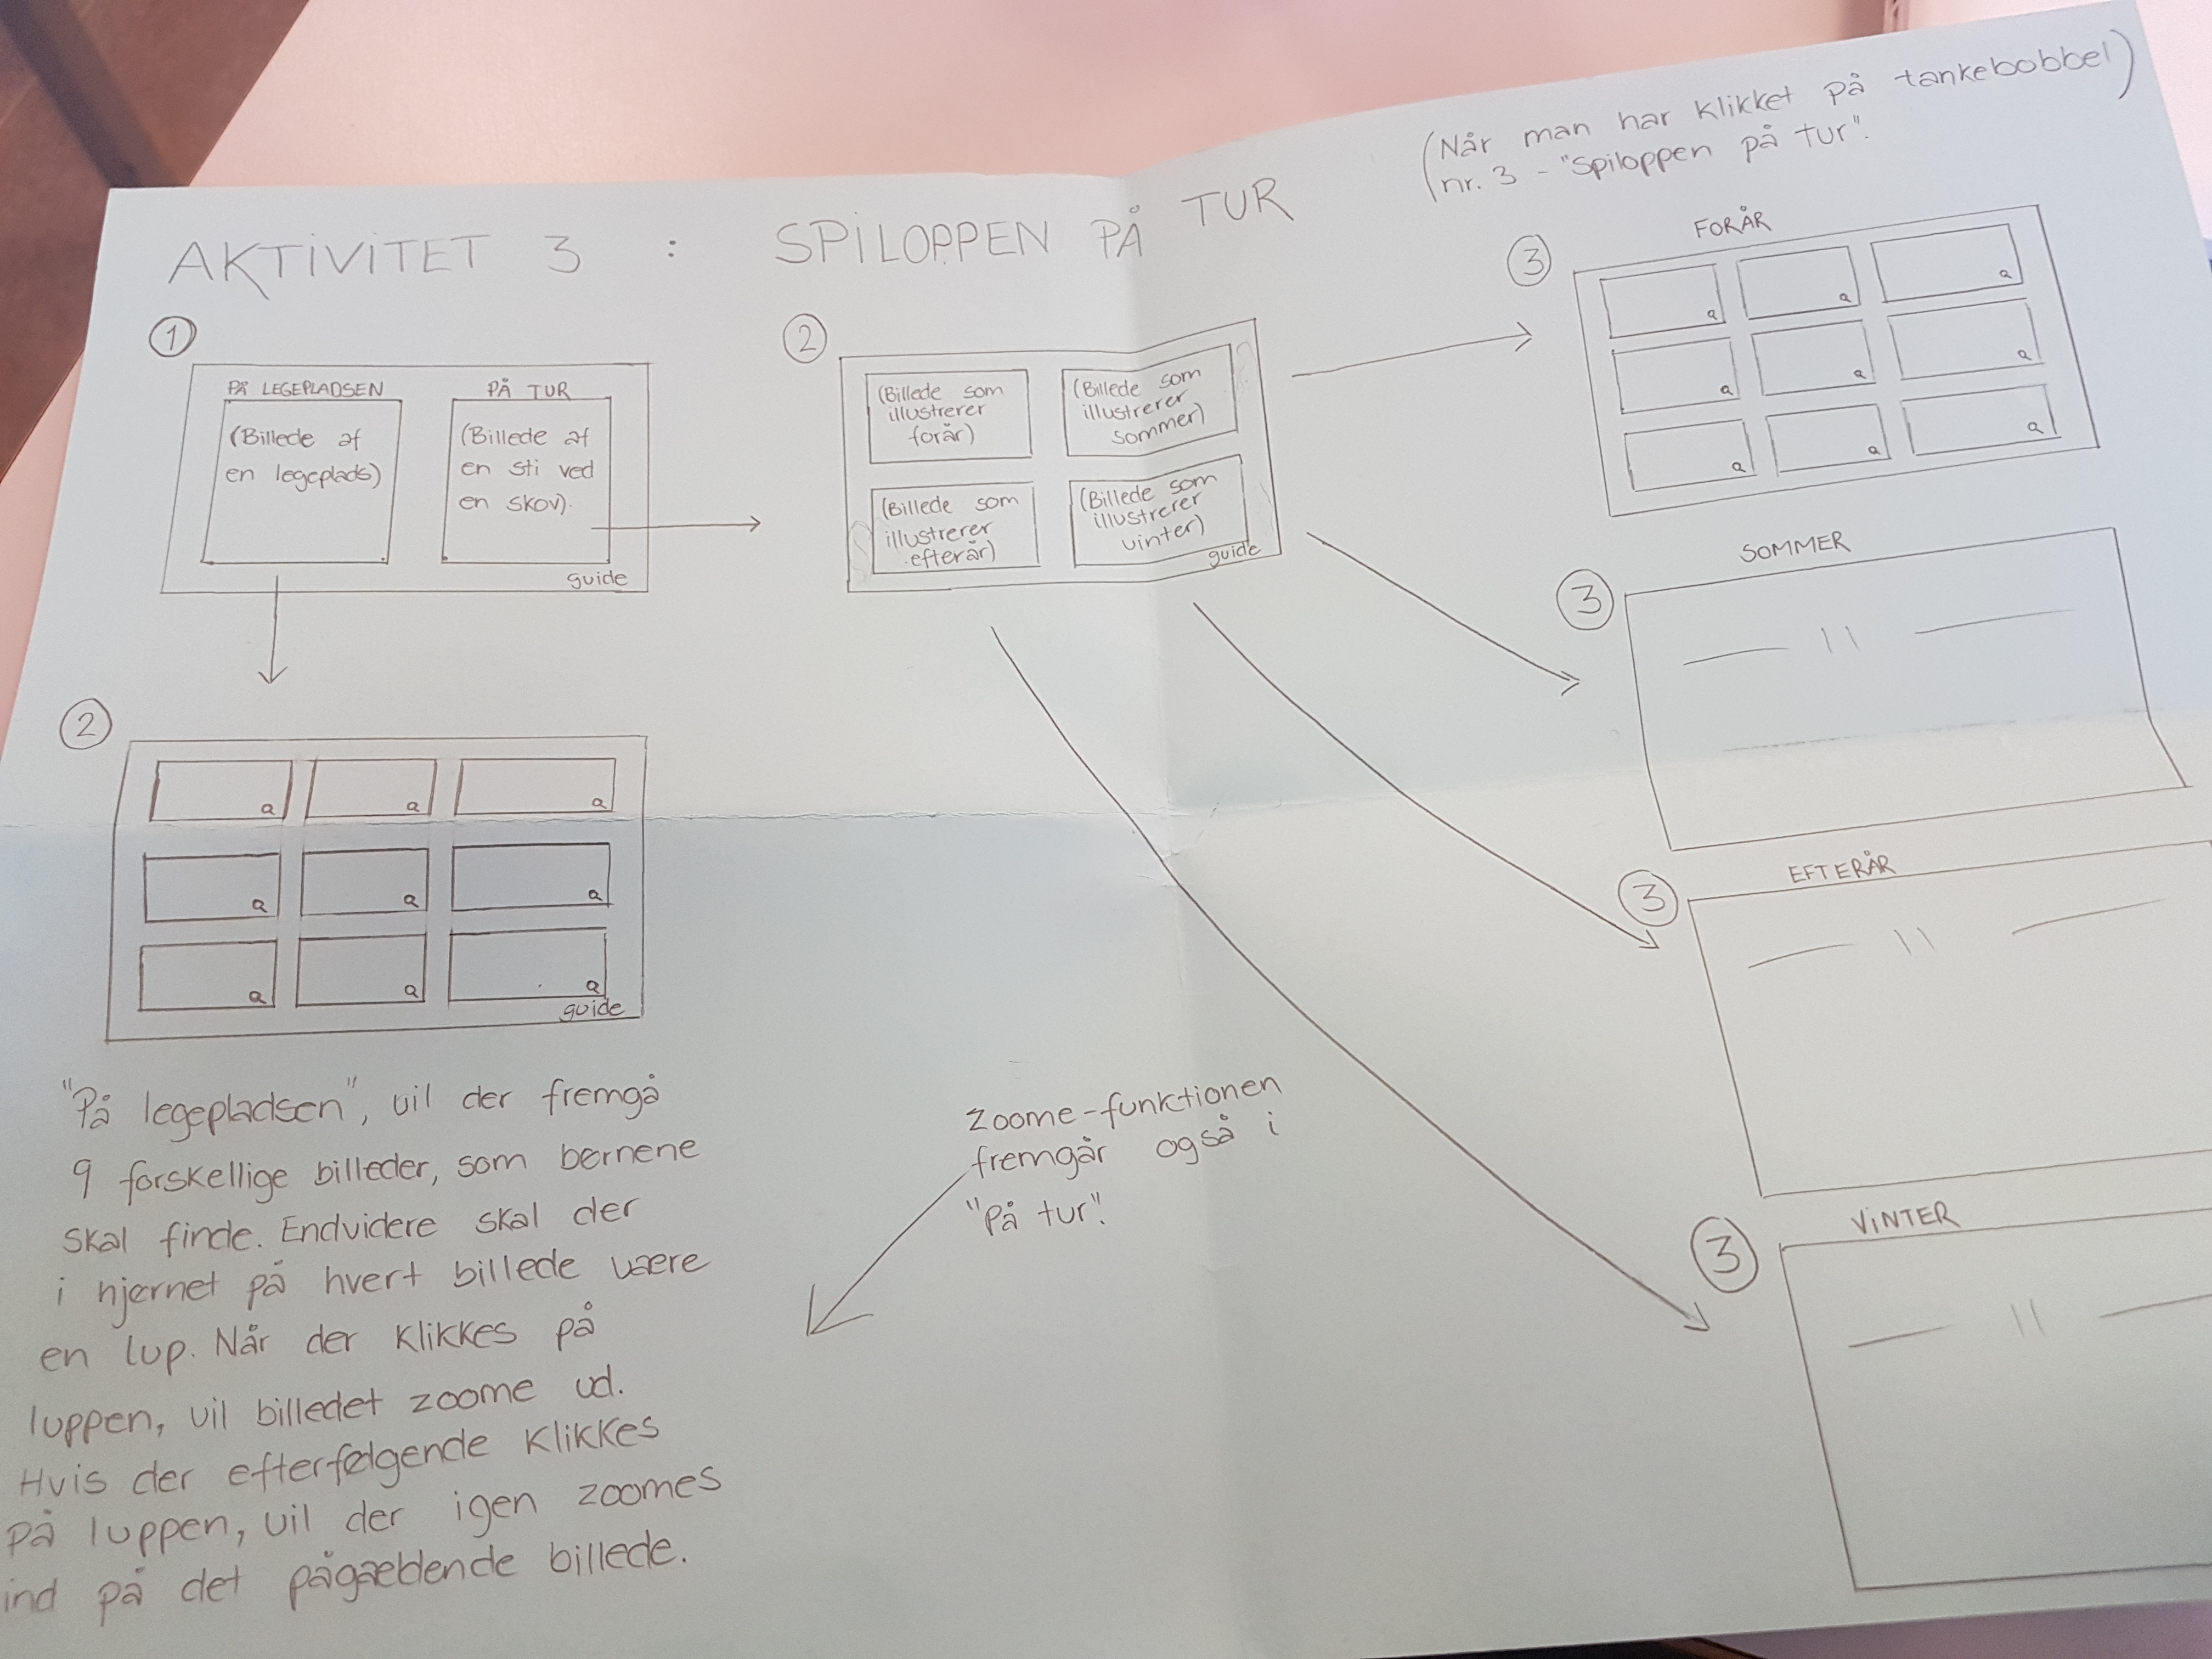 (Når man har klikket på tankebobbel)
nr. 3 - "Spiloppen på tur".
AKTIVITET 3 : SPILOPPEN PÅ TUR
1
PÅ LEGEPLADSEN
(Billede af
en legeplads)
PÅ TUR
(Billede af
en sti ved
en skov).
guide
2
(Billede som
illustrerer
forår)
(Billede som
illustrerer
sommer)
(Billede som
illustrerer
efterår)
(Billede som
illustrerer
vinter)
guide
3
FORÅR
3
SOMMER
3
EFTERÅR
3
VINTER
2
guide
"På legepladsen", vil der fremgå
9 forskellige billeder, som børnene
skal finde. Endvidere skal der
i hjørnet på hvert billede være
en lup. Når der klikkes på
luppen, vil billedet zoome ud.
Hvis der efterfølgende klikkes
på luppen, vil der igen zoomes
ind på det pågældende billede.
Zoome-funktionen
fremgår også i
"På tur".